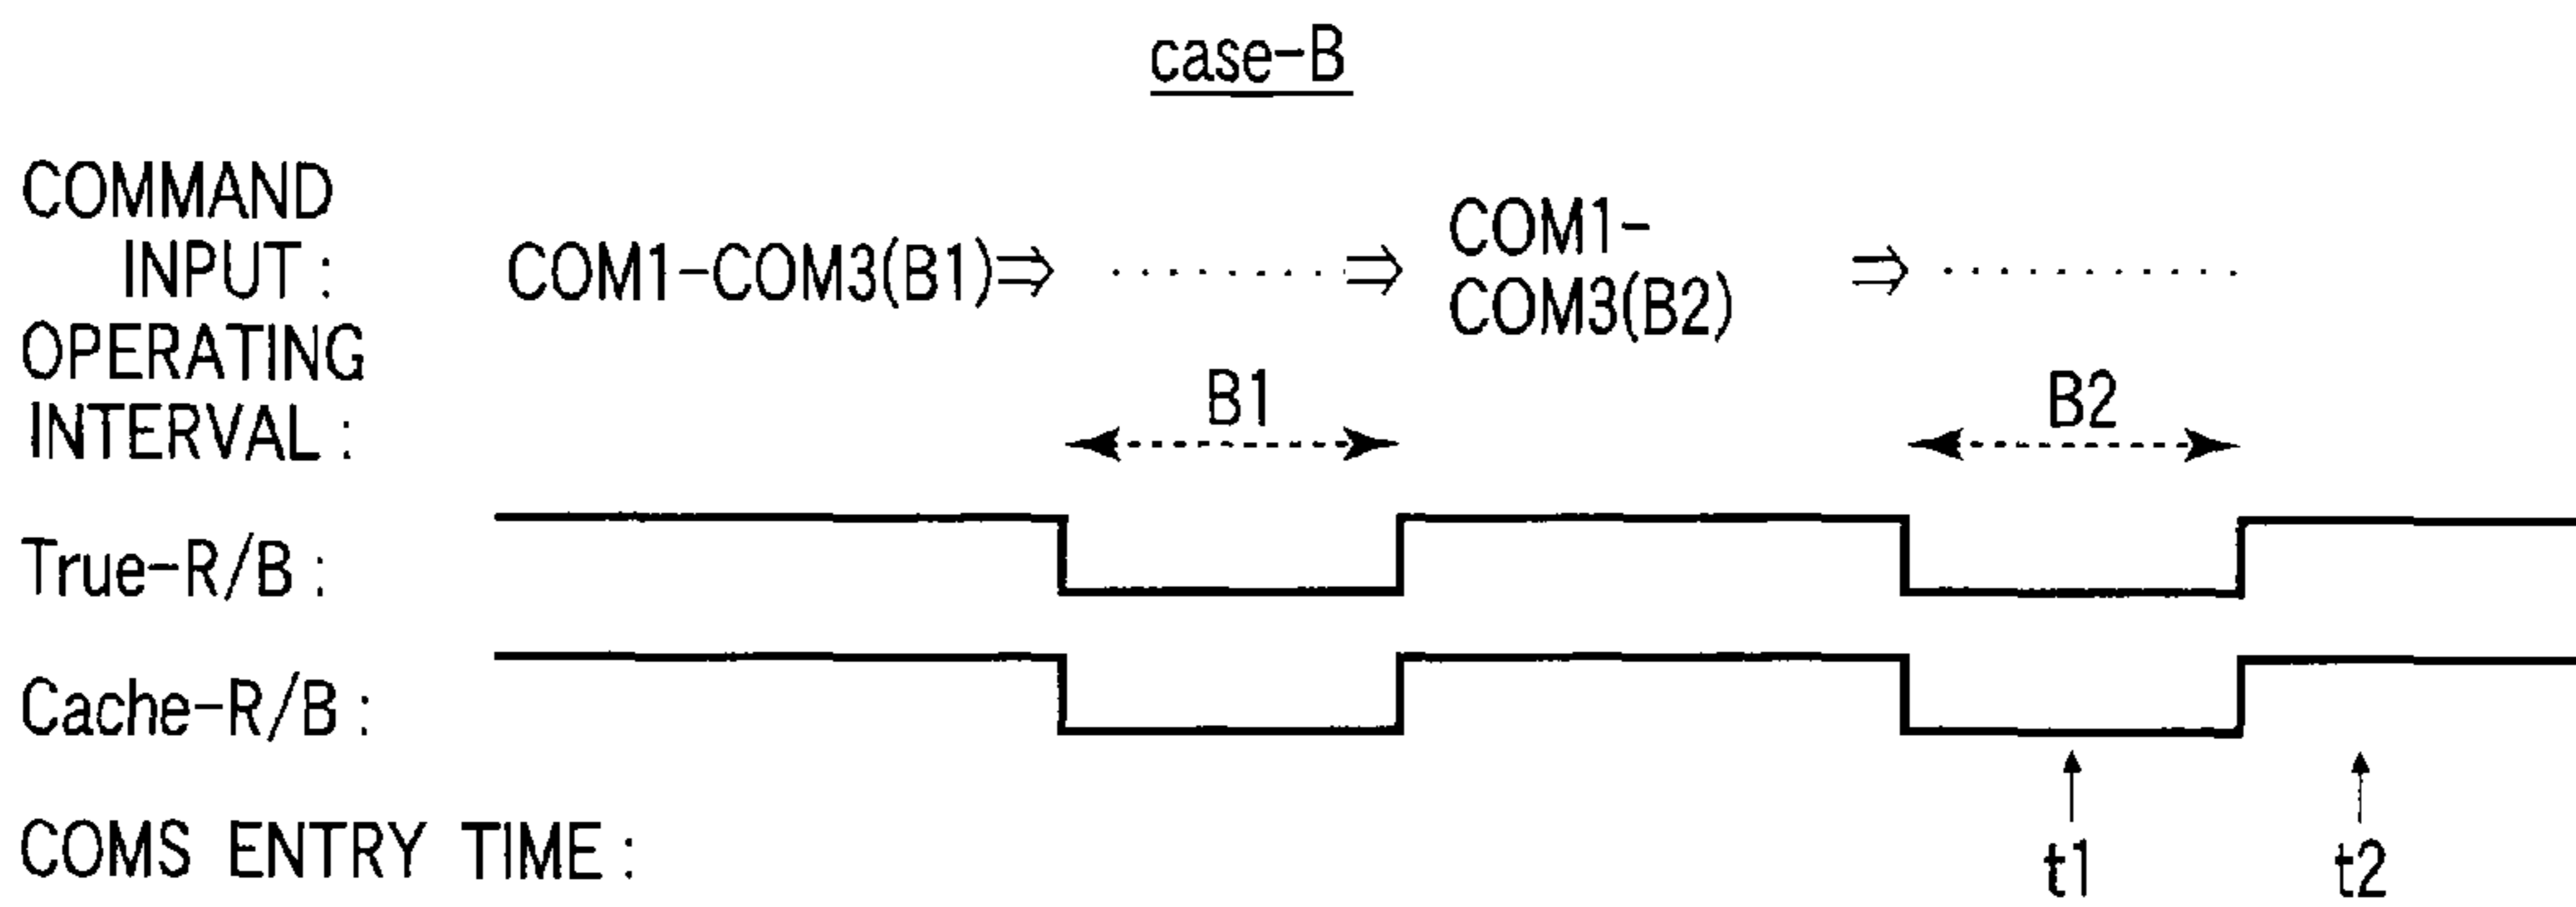 case-B
COMMAND
INPUT :
COM1-COM3(B1)⇒ ........⇒
COM1-
COM3(B2)
⇒ ..........
OPERATING
INTERVAL :
B1
B2
True-R/B :
Cache-R/B :
COMS ENTRY TIME :
t1
t2